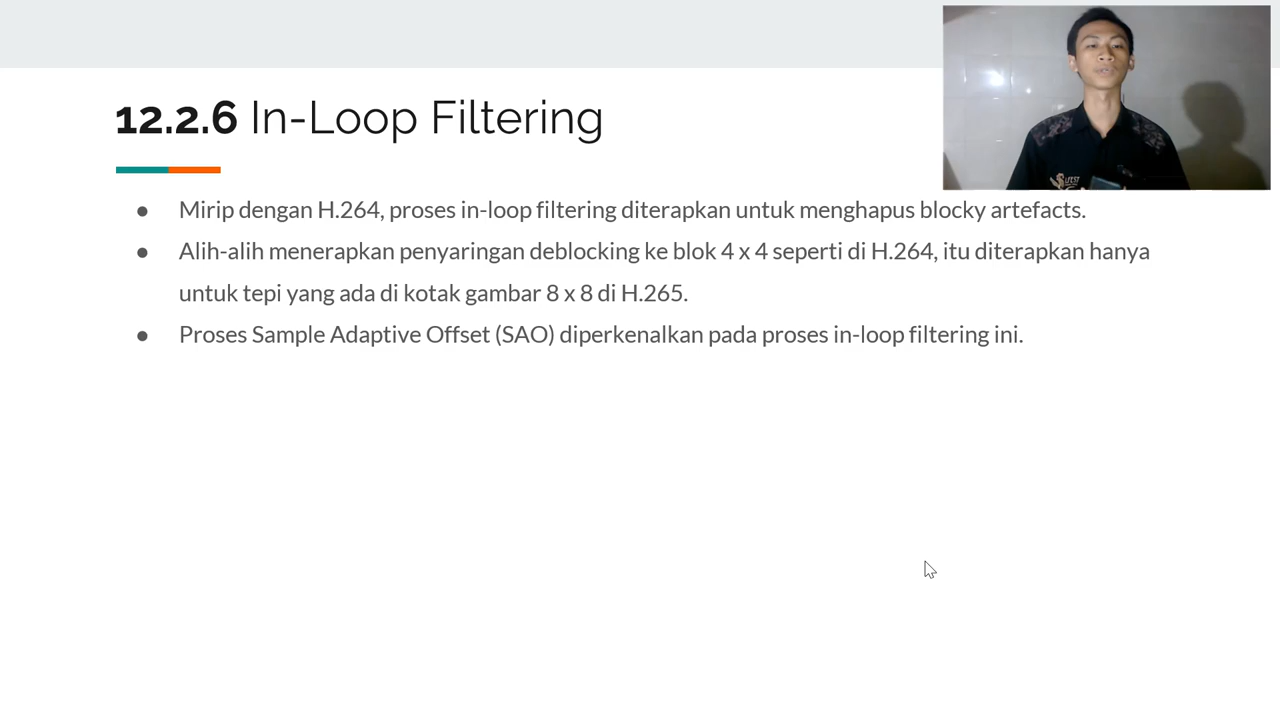 12.2.6 In-Loop Filtering
● Mirip dengan H.264, proses in-loop filtering diterapkan untuk menghapus blocky artefacts.
● Alih-alih menerapkan penyaringan deblocking ke blok 4 x 4 seperti di H.264, itu diterapkan hanya
untuk tepi yang ada di kotak gambar 8 x 8 di H.265.
● Proses Sample Adaptive Offset (SAO) diperkenalkan pada proses in-loop filtering ini.